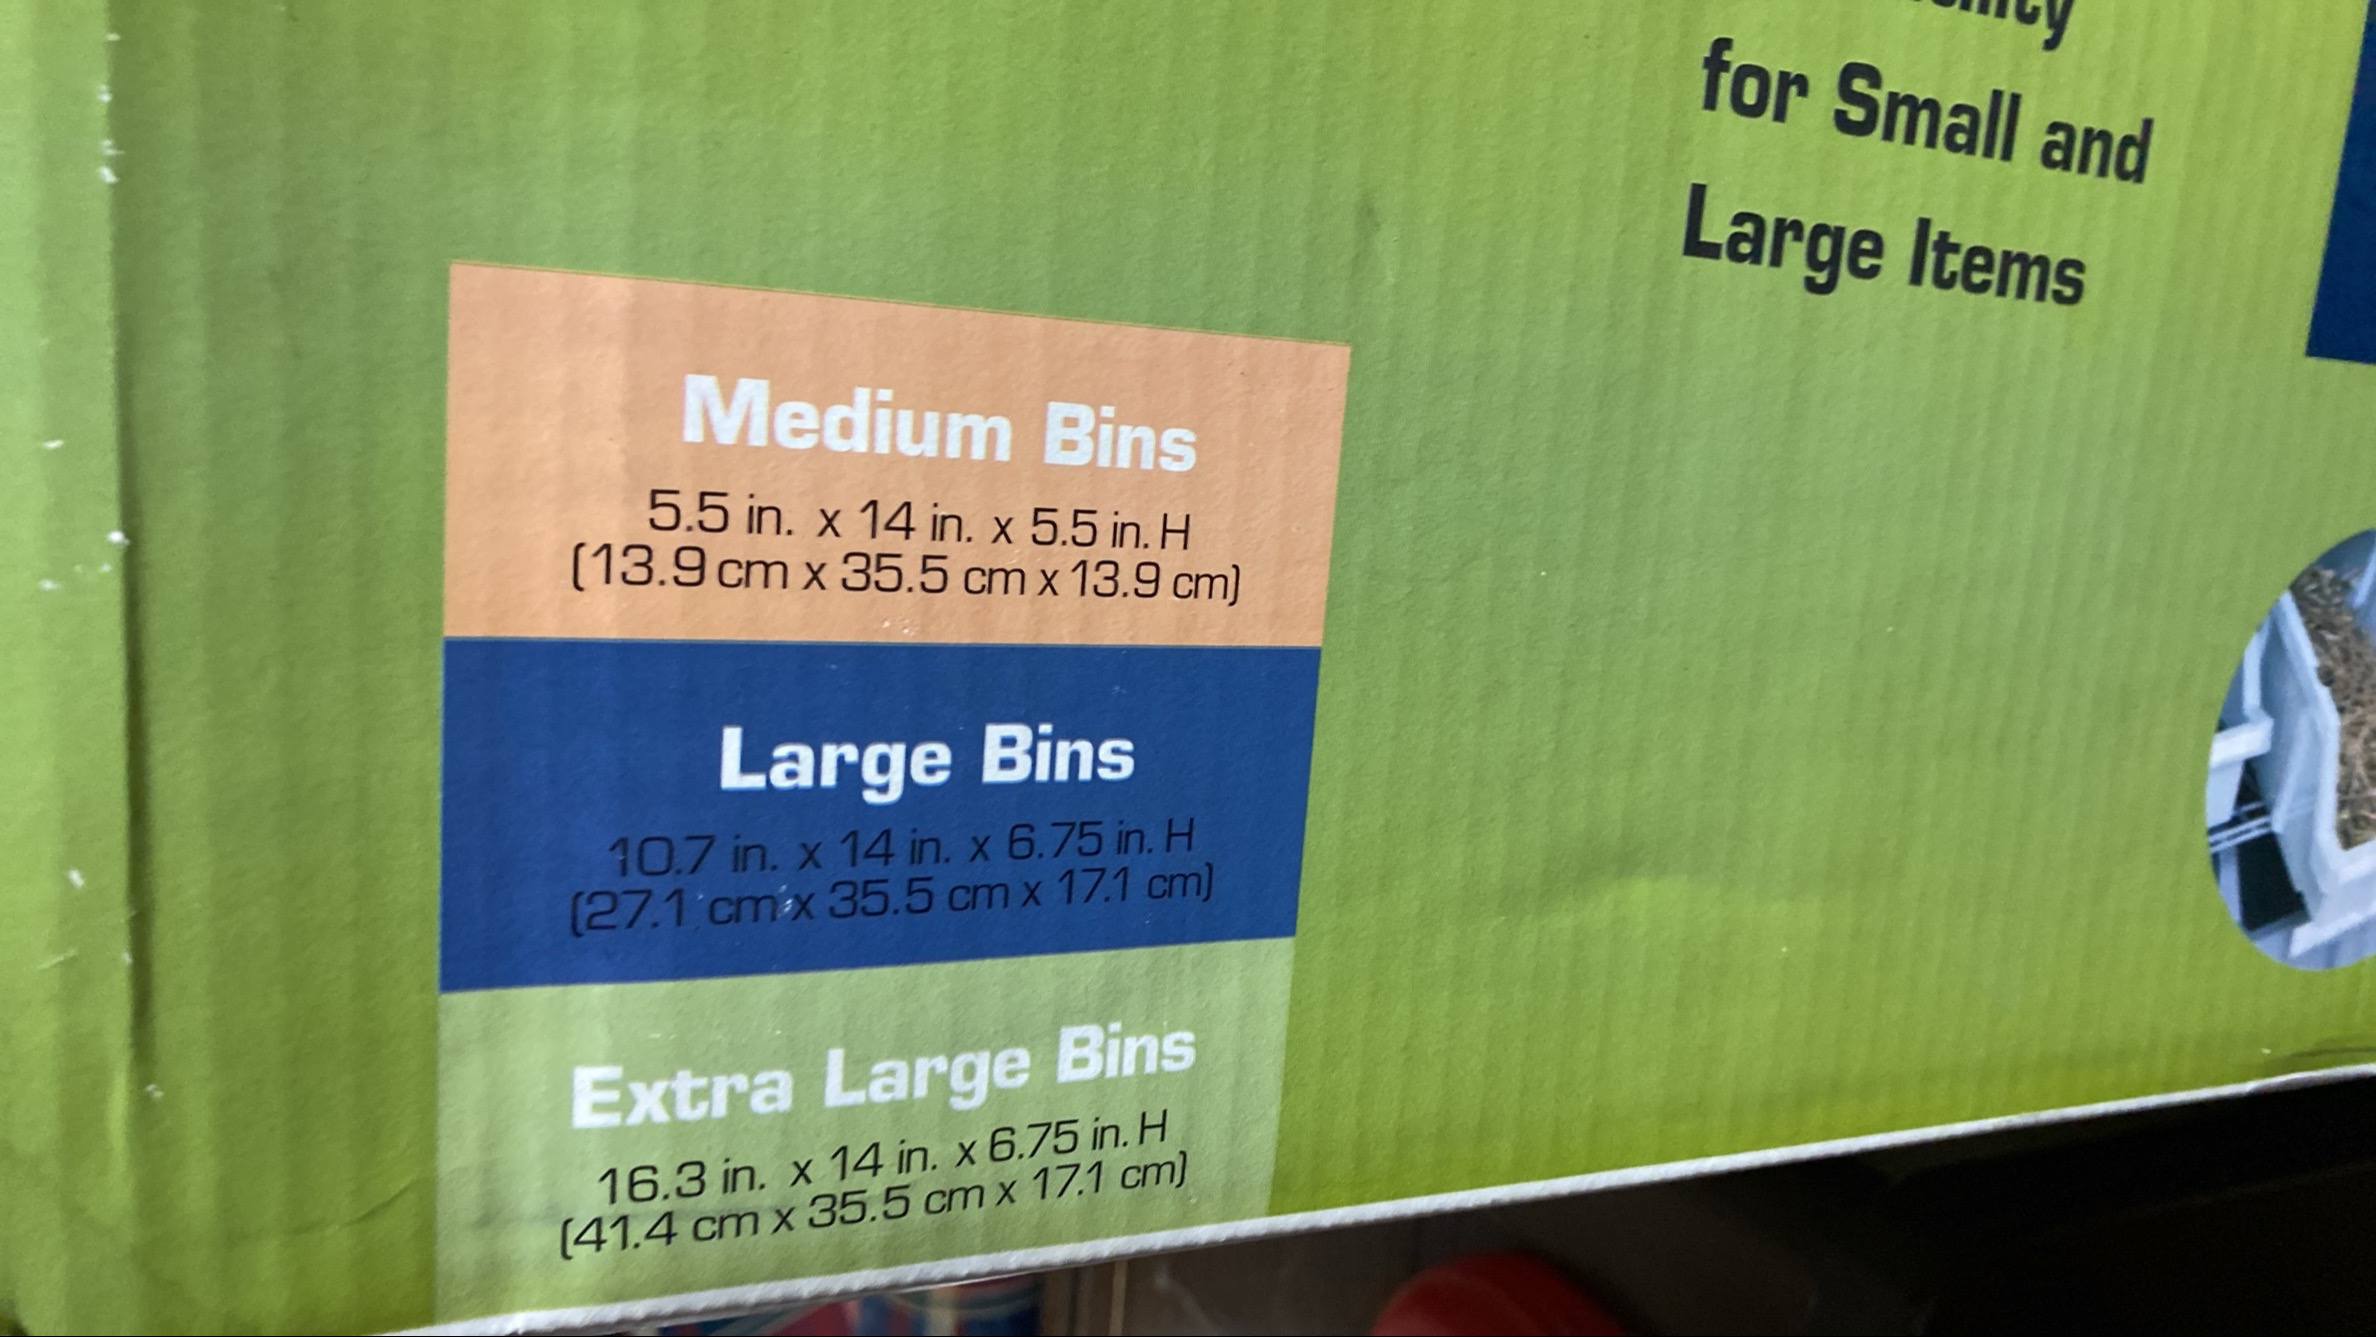 for Small and
Large Items
Medium Bins
5.5 in. x 14 in. x 5.5 in. H
(13.9 cm x 35.5 cm x 13.9 cm)
Large Bins
10.7 in. x 14 in. x 6.75 in. H
(27.1 cm x 35.5 cm x 17.1 cm)
Extra Large Bins
16.3 in. x 14 in. x 6.75 in. H
(41.4 cm x 35.5 cm x 17.1 cm)